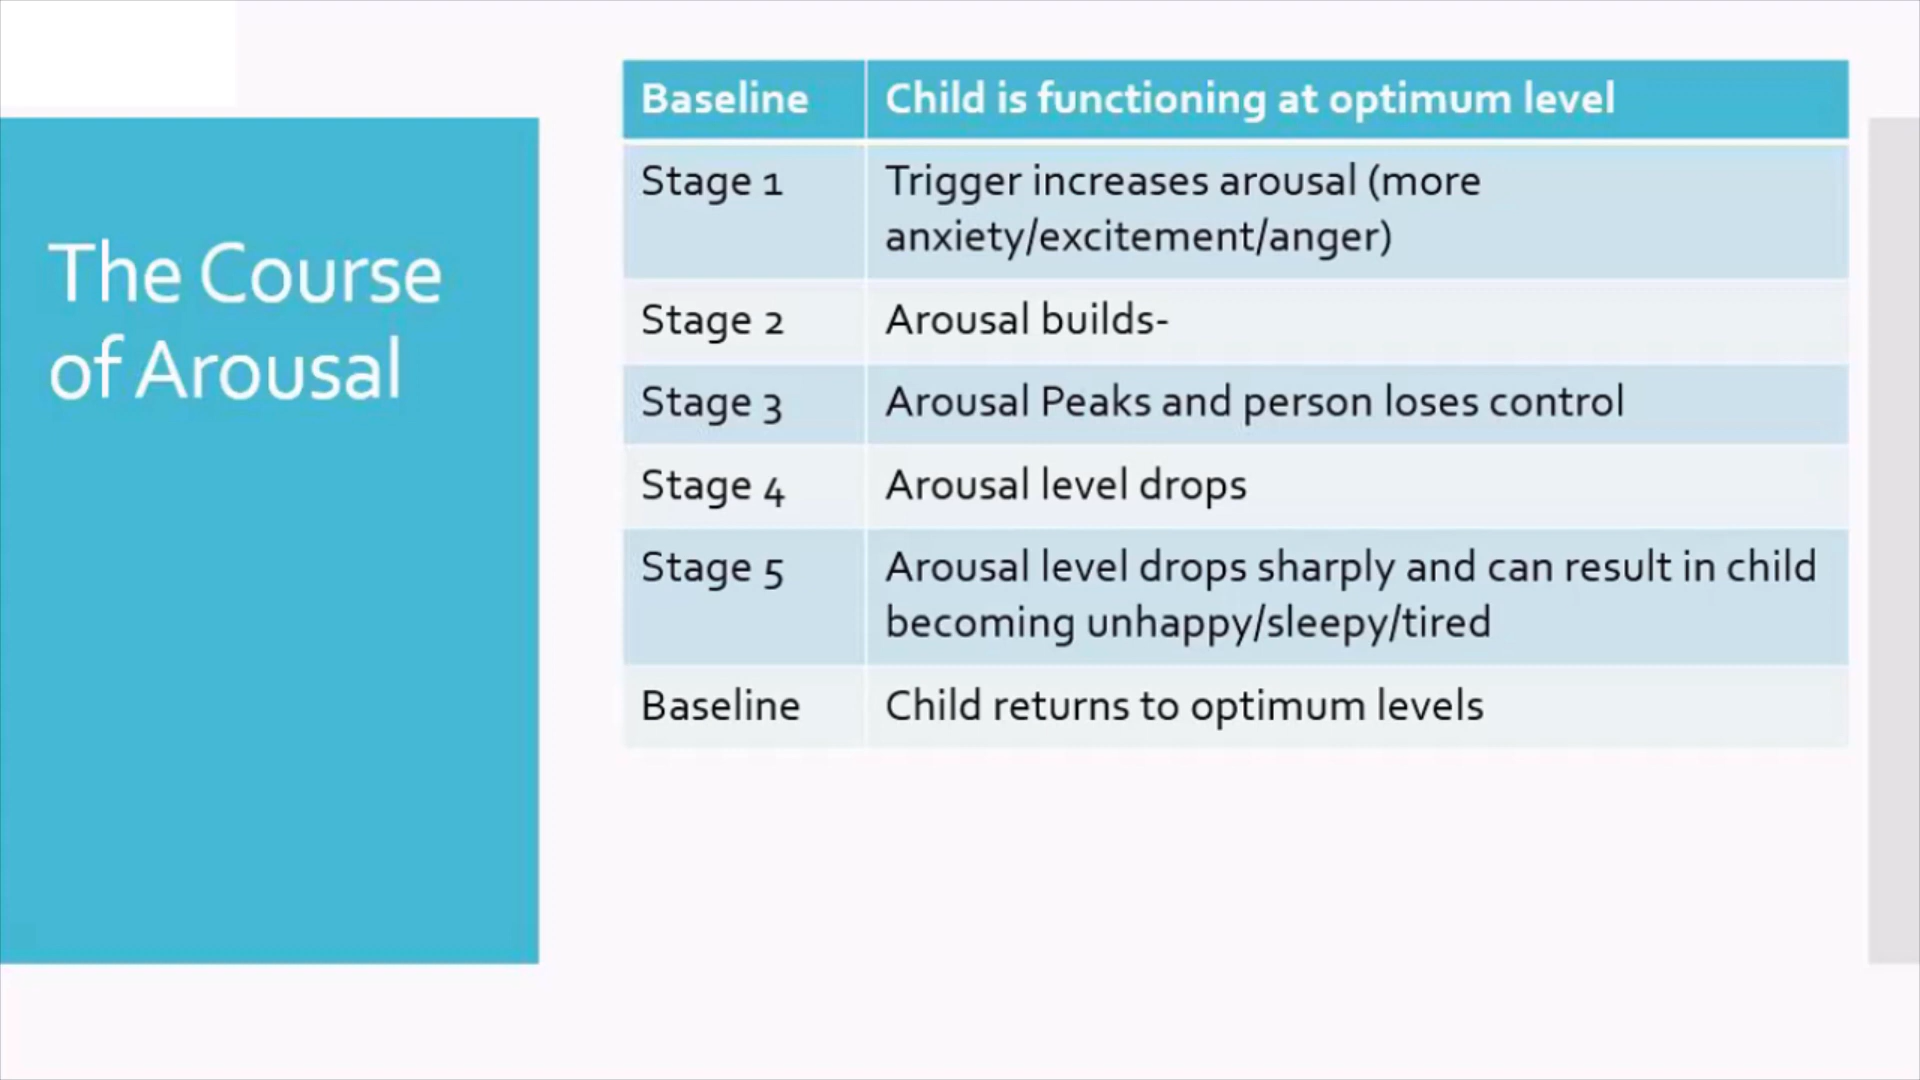 The Course
of Arousal
Baseline Child is functioning at optimum level
Stage 1 Trigger increases arousal (more
anxiety/excitement/anger)
Stage 2 Arousal builds-
Stage 3 Arousal Peaks and person loses control
Stage 4 Arousal level drops
Stage 5 Arousal level drops sharply and can result in child
becoming unhappy/sleepy/tired
Baseline Child returns to optimum levels